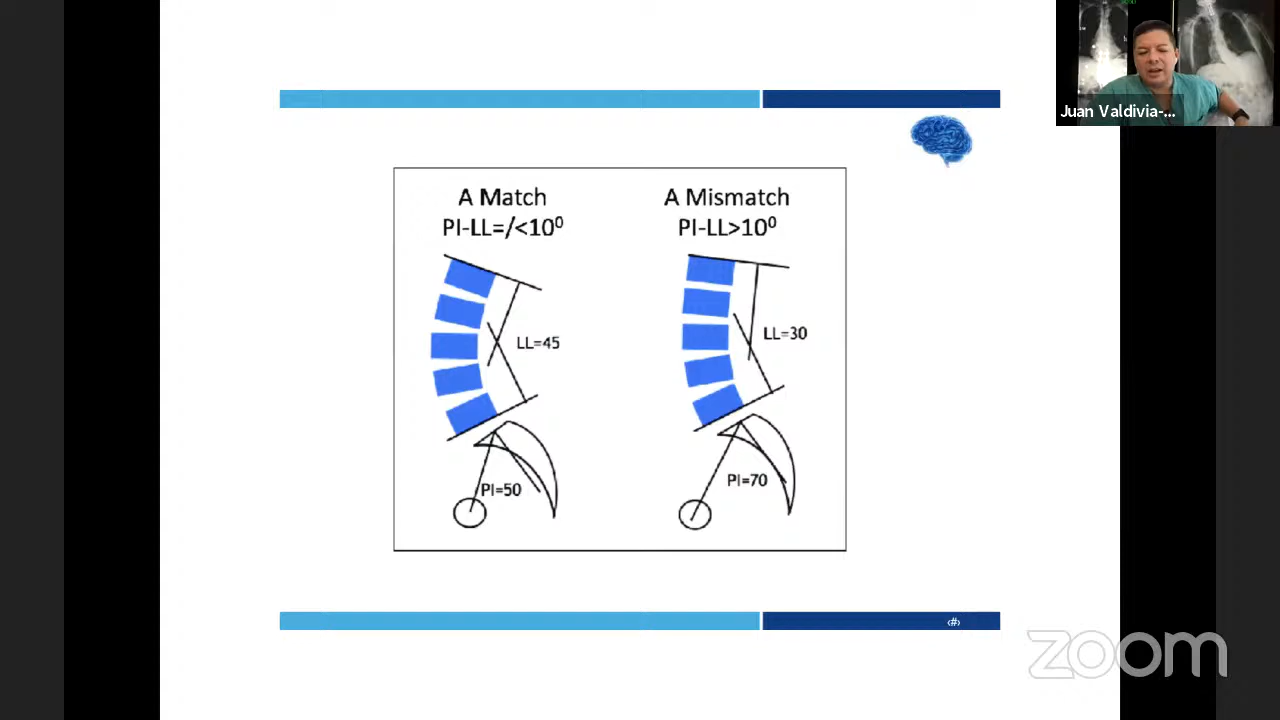 Juan Valdivia-...
A Match
PI-LL=/<10⁰
A Mismatch
PI-LL>10⁰
LL=45
LL=30
PI=50
PI=70
‹#›
zoom